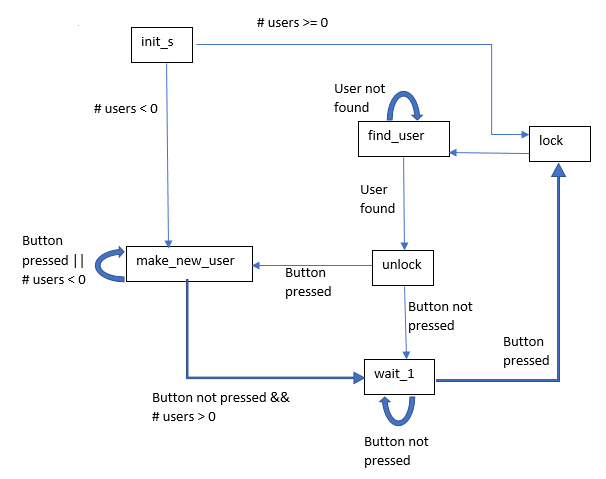 # users >= 0
init_s
User not
found
# users < 0
find_user
lock
User
found
Button
pressed ||
# users < 0
make_new_user
unlock
Button
pressed
Button not
pressed
Button
pressed
wait_1
Button not pressed &&
# users > 0
Button not
pressed